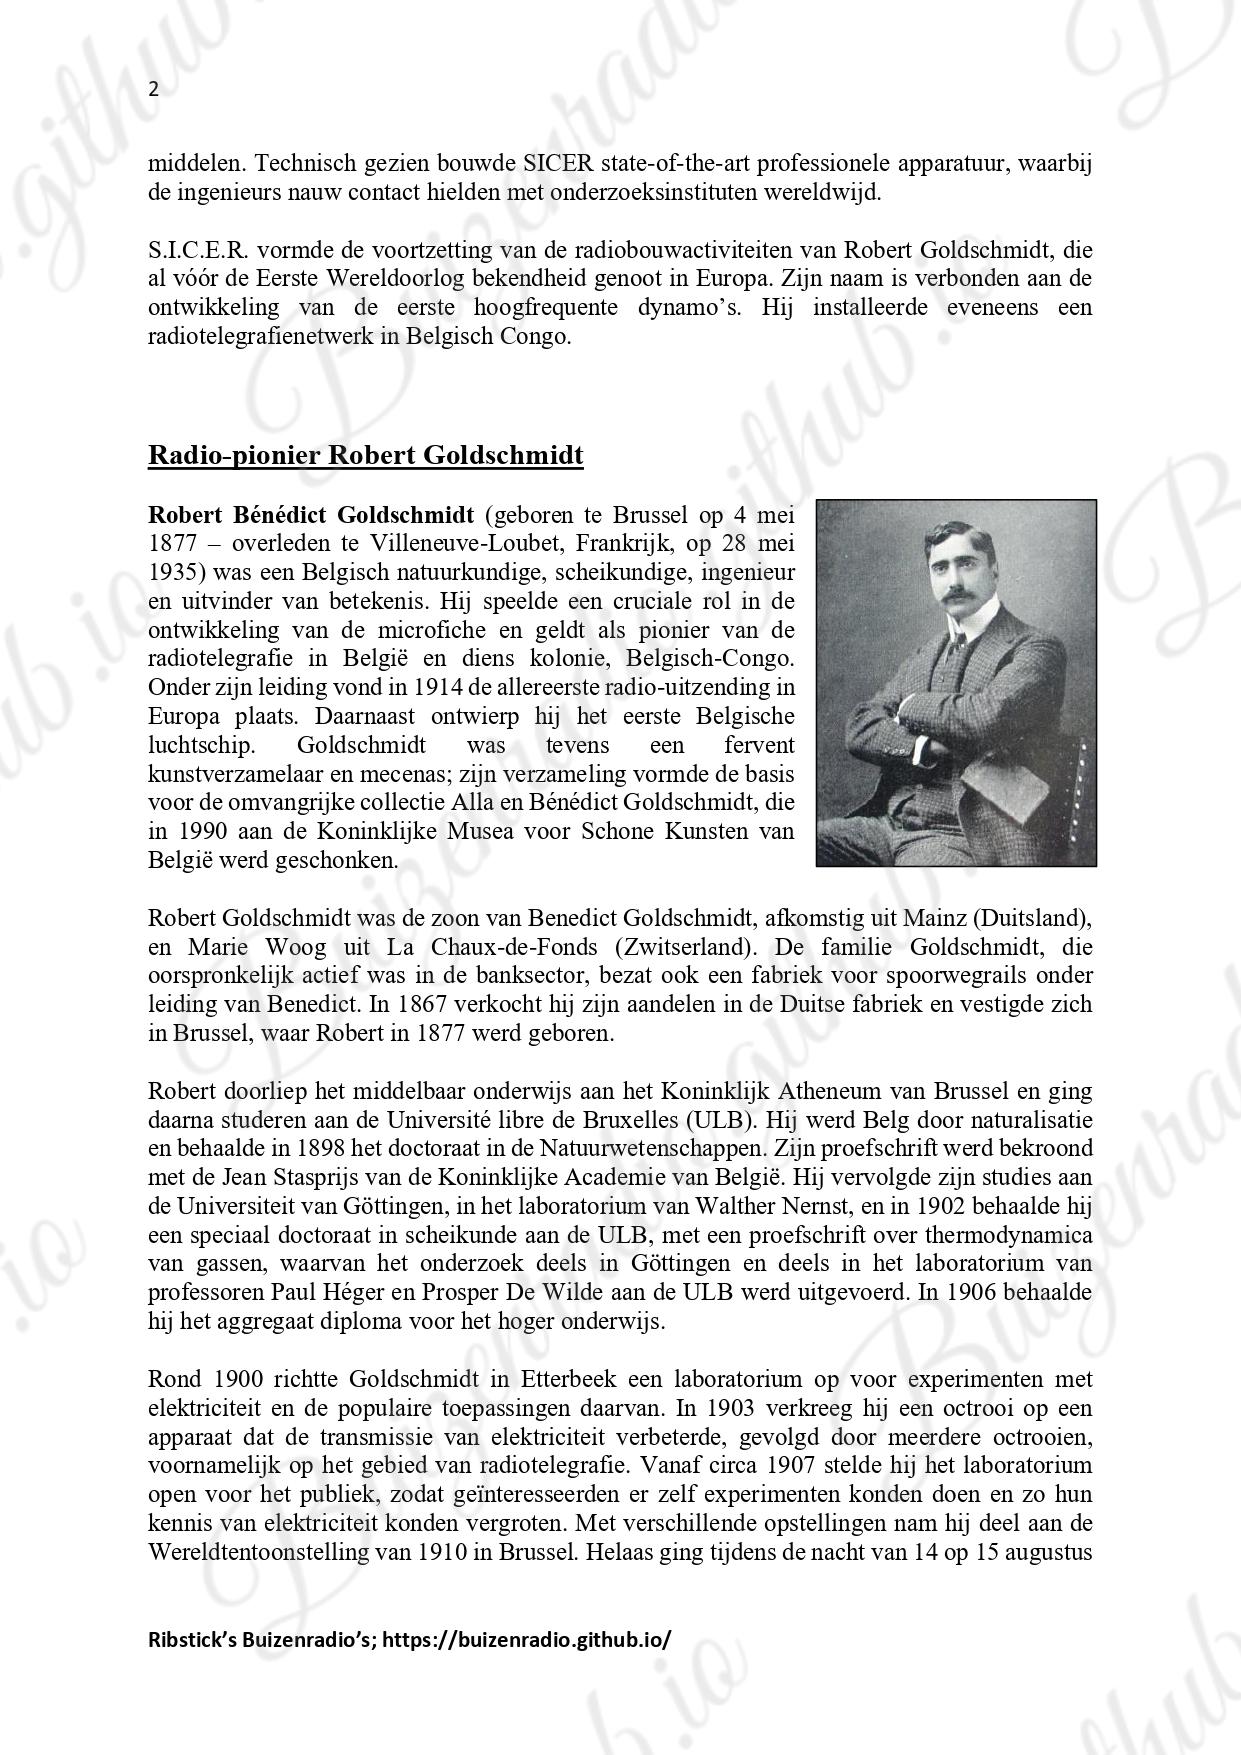 2
middelen. Technisch gezien bouwde SICER state-of-the-art professionele apparatuur, waarbij
de ingenieurs nauw contact hielden met onderzoeksinstituten wereldwijd.
S.I.C.E.R. vormde de voortzetting van de radiobouwactiviteiten van Robert Goldschmidt, die
al vóór de Eerste Wereldoorlog bekendheid genoot in Europa. Zijn naam is verbonden aan de
ontwikkeling van de eerste hoogfrequente dynamo’s. Hij installeerde eveneens een
radiotelegrafienetwerk in Belgisch Congo.
Radio-pionier Robert Goldschmidt
Robert Bénédict Goldschmidt (geboren te Brussel op 4 mei
1877 – overleden te Villeneuve-Loubet, Frankrijk, op 28 mei
1935) was een Belgisch natuurkundige, scheikundige, ingenieur
en uitvinder van betekenis. Hij speelde een cruciale rol in de
ontwikkeling van de microfiche en geldt als pionier van de
radiotelegrafie in België en diens kolonie, Belgisch-Congo.
Onder zijn leiding vond in 1914 de allereerste radio-uitzending in
Europa plaats. Daarnaast ontwierp hij het eerste Belgische
luchtschip. Goldschmidt was tevens een fervent
kunstverzamelaar en mecenas; zijn verzameling vormde de basis
voor de omvangrijke collectie Alla en Bénédict Goldschmidt, die
in 1990 aan de Koninklijke Musea voor Schone Kunsten van
België werd geschonken.
Robert Goldschmidt was de zoon van Benedict Goldschmidt, afkomstig uit Mainz (Duitsland),
en Marie Woog uit La Chaux-de-Fonds (Zwitserland). De familie Goldschmidt, die
oorspronkelijk actief was in de banksector, bezat ook een fabriek voor spoorwegrails onder
leiding van Benedict. In 1867 verkocht hij zijn aandelen in de Duitse fabriek en vestigde zich
in Brussel, waar Robert in 1877 werd geboren.
Robert doorliep het middelbaar onderwijs aan het Koninklijk Atheneum van Brussel en ging
daarna studeren aan de Université libre de Bruxelles (ULB). Hij werd Belg door naturalisatie
en behaalde in 1898 het doctoraat in de Natuurwetenschappen. Zijn proefschrift werd bekroond
met de Jean Stasprijs van de Koninklijke Academie van België. Hij vervolgde zijn studies aan
de Universiteit van Göttingen, in het laboratorium van Walther Nernst, en in 1902 behaalde hij
een speciaal doctoraat in scheikunde aan de ULB, met een proefschrift over thermodynamica
van gassen, waarvan het onderzoek deels in Göttingen en deels in het laboratorium van
professoren Paul Héger en Prosper De Wilde aan de ULB werd uitgevoerd. In 1906 behaalde
hij het aggregaat diploma voor het hoger onderwijs.
Rond 1900 richtte Goldschmidt in Etterbeek een laboratorium op voor experimenten met
elektriciteit en de populaire toepassingen daarvan. In 1903 verkreeg hij een octrooi op een
apparaat dat de transmissie van elektriciteit verbeterde, gevolgd door meerdere octrooien,
voornamelijk op het gebied van radiotelegrafie. Vanaf circa 1907 stelde hij het laboratorium
open voor het publiek, zodat geïnteresseerden er zelf experimenten konden doen en zo hun
kennis van elektriciteit konden vergroten. Met verschillende opstellingen nam hij deel aan de
Wereldtentoonstelling van 1910 in Brussel. Helaas ging tijdens de nacht van 14 op 15 augustus
Ribstick’s Buizenradio’s; https://buizenradio.github.io/
Buizenradio.github.io